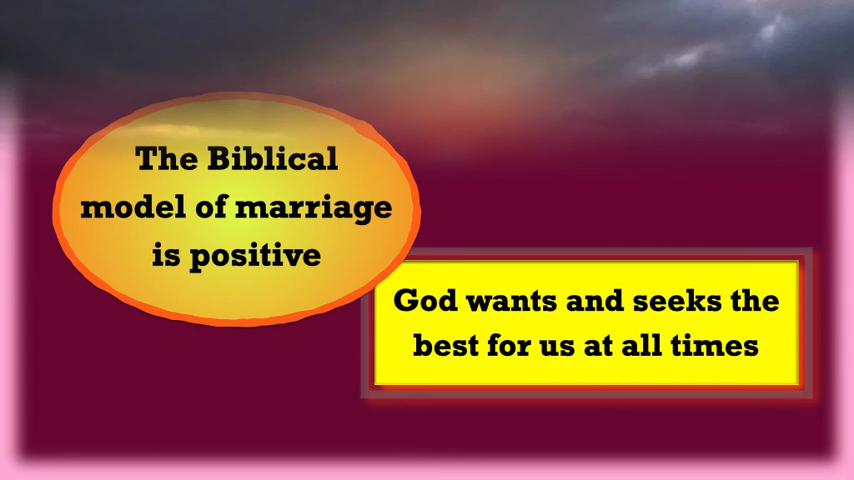 The Biblical
model of marriage
is positive
God wants and seeks the
best for us at all times